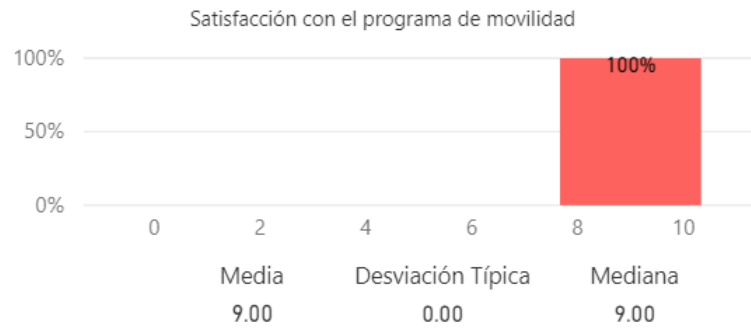 Satisfacción con el programa de movilidad
100%
100%
50%
0%
0 2 4 6 8 10
Media Desviación Típica Mediana
9.00 0.00 9.00